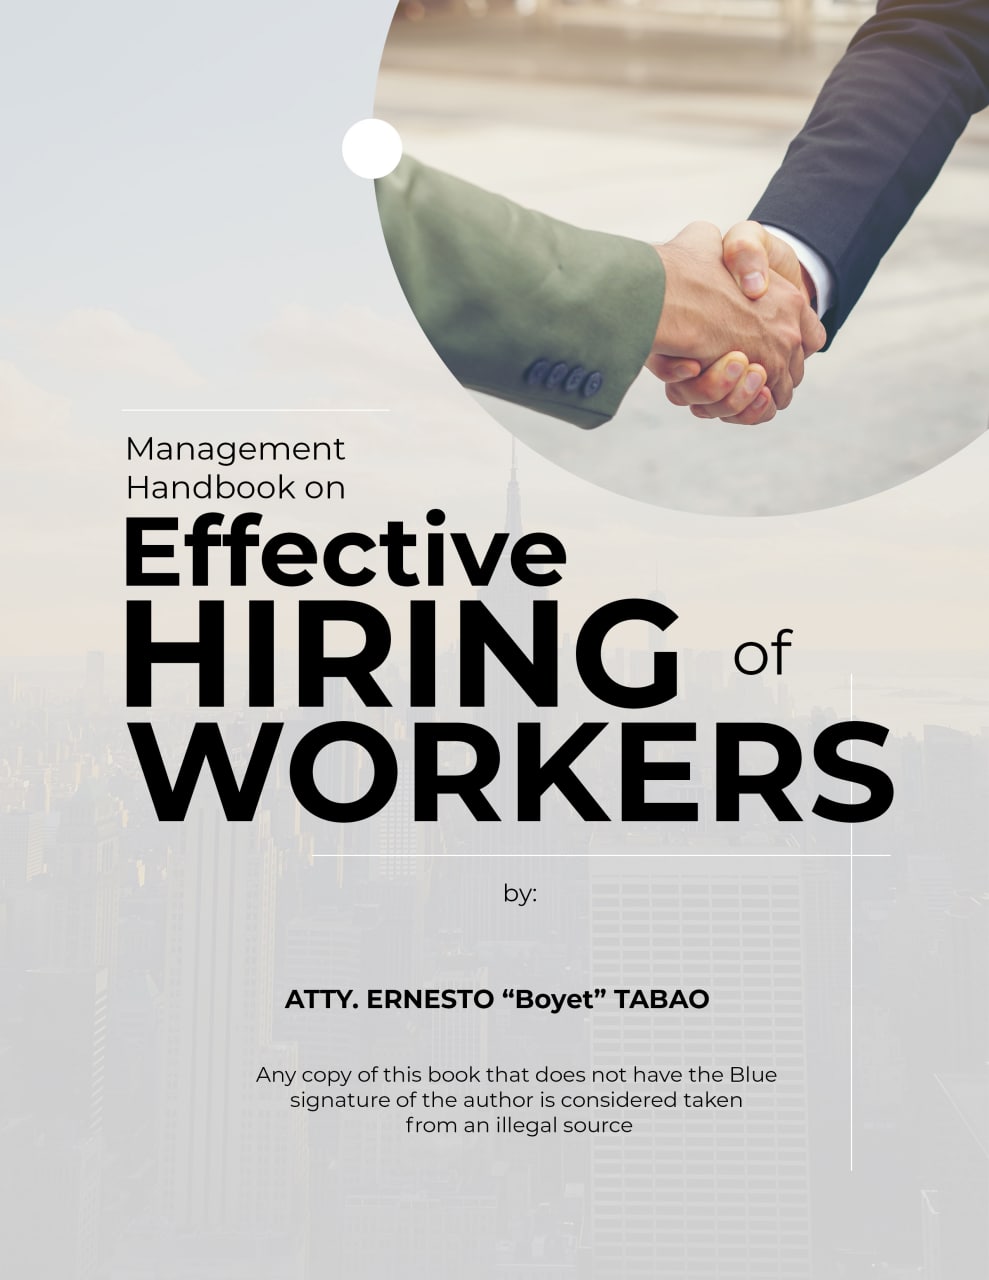 Management
Handbook on
Effective
HIRING of
WORKERS
by:
ATTY. ERNESTO “Boyet” TABAO
Any copy of this book that does not have the Blue
signature of the author is considered taken
from an illegal source